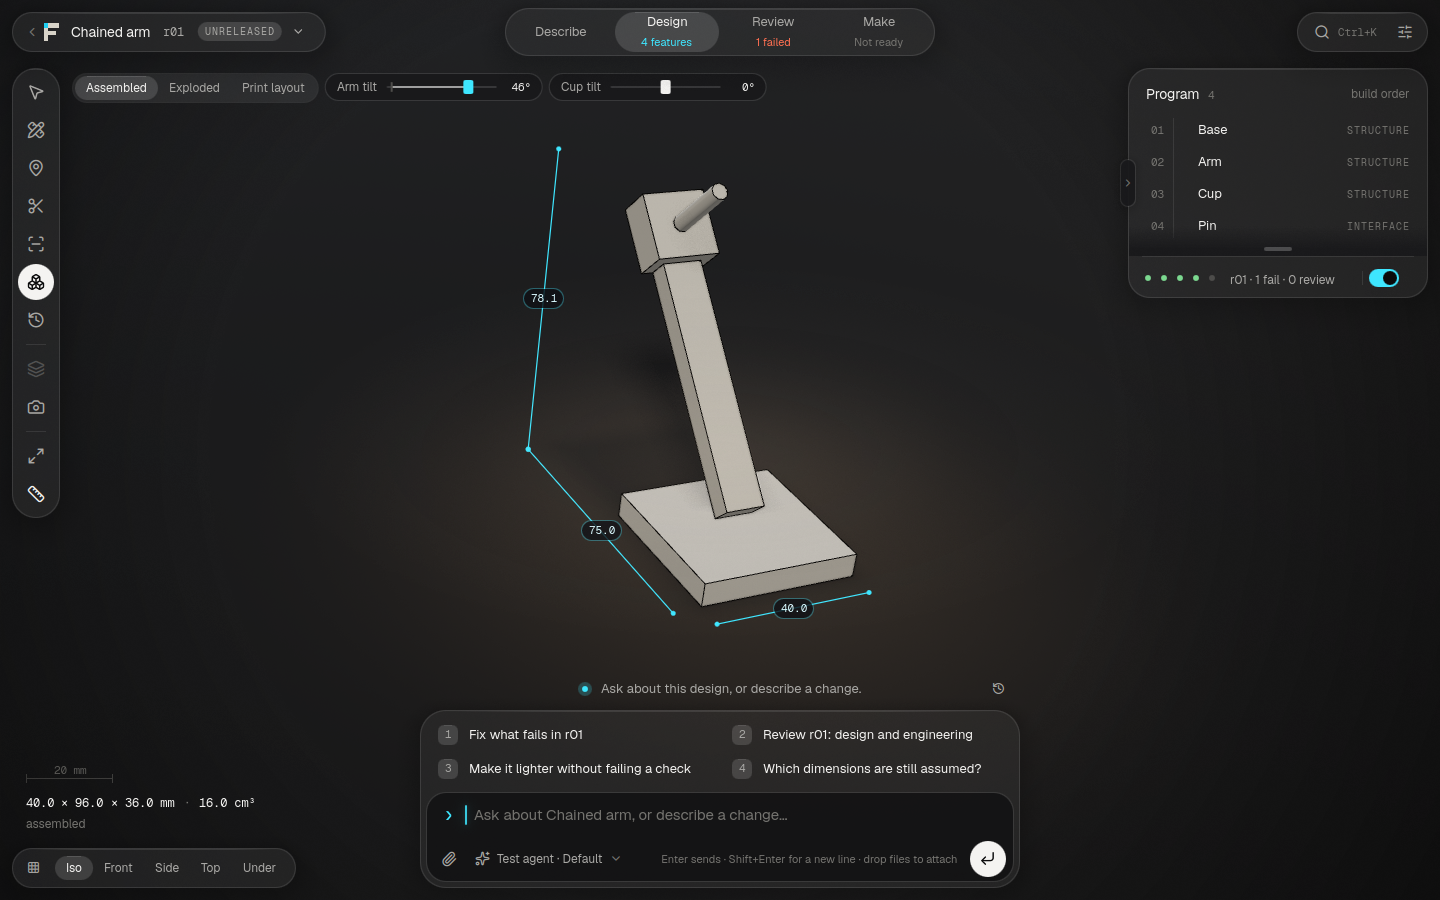 Chained arm r01 UNRELEASED
Describe
Design
4 features
Review
1 failed
Make
Not ready
Ctrl+K
Assembled Exploded Print layout
Arm tilt 46°
Cup tilt 0°
Program 4 build order
01 Base STRUCTURE
02 Arm STRUCTURE
03 Cup STRUCTURE
04 Pin INTERFACE
r01 · 1 fail · 0 review
78.1
75.0
40.0
Ask about this design, or describe a change.
1 Fix what fails in r01
2 Review r01: design and engineering
3 Make it lighter without failing a check
4 Which dimensions are still assumed?
Ask about Chained arm, or describe a change...
Test agent · Default
Enter sends · Shift+Enter for a new line · drop files to attach
20 mm
40.0 × 96.0 × 36.0 mm · 16.0 cm³
assembled
Iso Front Side Top Under